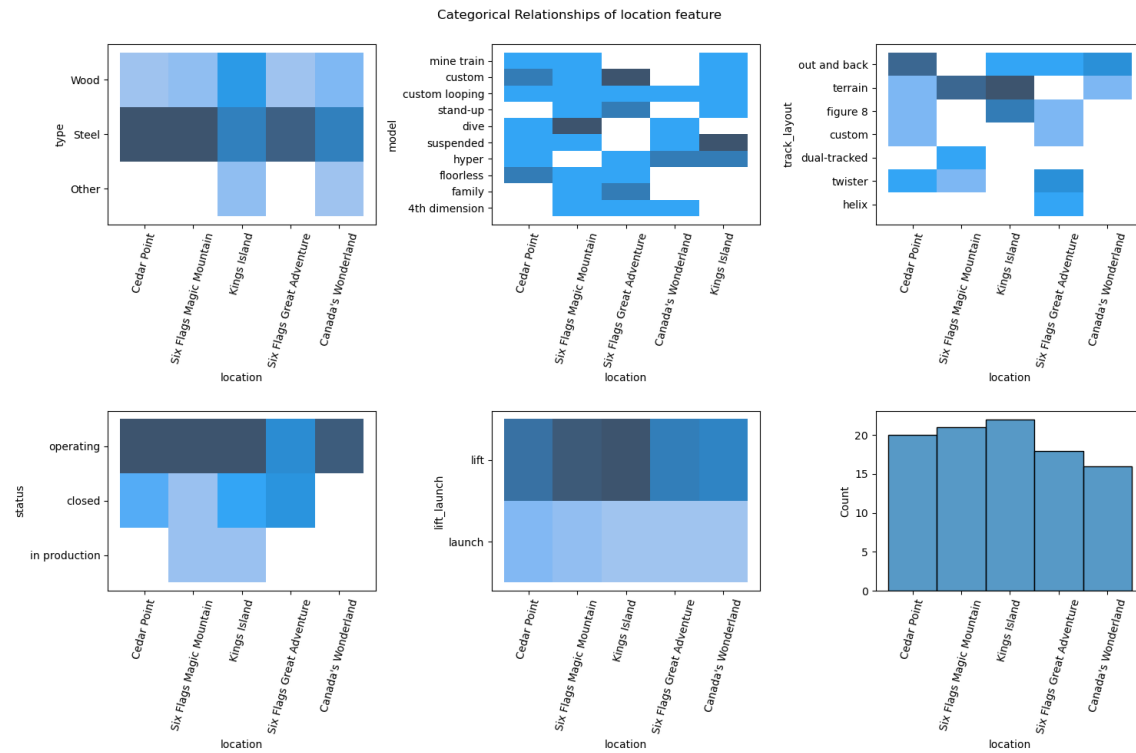 Categorical Relationships of location feature
Wood
Steel
Other
type
Cedar Point
Six Flags Magic Mountain
Kings Island
Six Flags Great Adventure
Canada's Wonderland
location
mine train
custom
custom looping
stand-up
dive
suspended
hyper
floorless
family
4th dimension
model
Cedar Point
Six Flags Magic Mountain
Six Flags Great Adventure
Canada's Wonderland
Kings Island
location
out and back
terrain
figure 8
custom
dual-tracked
twister
helix
track_layout
Cedar Point
Six Flags Magic Mountain
Kings Island
Six Flags Great Adventure
Canada's Wonderland
location
operating
closed
in production
status
Cedar Point
Six Flags Magic Mountain
Kings Island
Six Flags Great Adventure
Canada's Wonderland
location
lift
launch
lift_launch
Cedar Point
Six Flags Magic Mountain
Kings Island
Six Flags Great Adventure
Canada's Wonderland
location
20
15
10
5
0
Count
Cedar Point
Six Flags Magic Mountain
Kings Island
Six Flags Great Adventure
Canada's Wonderland
location